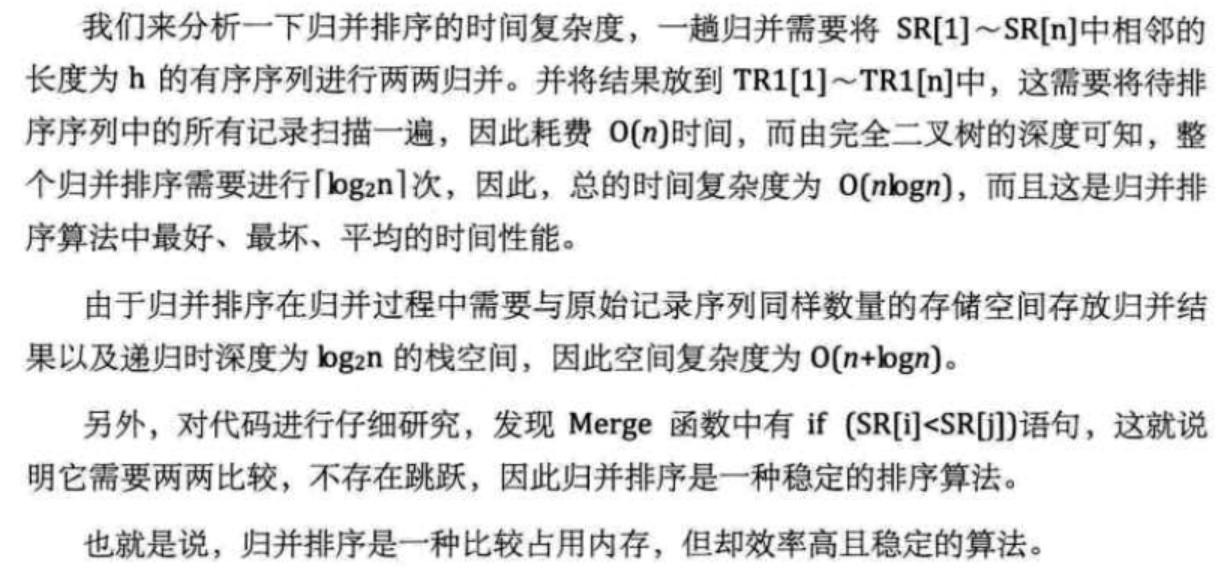 我们来分析一下归并排序的时间复杂度，一趟归并需要将 SR[1]～SR[n]中相邻的
长度为 h 的有序序列进行两两归并。并将结果放到 TR1[1]～TR1[n]中，这需要将待排
序序列中的所有记录扫描一遍，因此耗费 O(n)时间，而由完全二叉树的深度可知，整
个归并排序需要进行⌈log₂n⌉次，因此，总的时间复杂度为 O(nlogn)，而且这是归并排
序算法中最好、最坏、平均的时间性能。
由于归并排序在归并过程中需要与原始记录序列同样数量的存储空间存放归并结
果以及递归时深度为 log₂n 的栈空间，因此空间复杂度为 O(n+logn)。
另外，对代码进行仔细研究，发现 Merge 函数中有 if (SR[i]<SR[j])语句，这就说
明它需要两两比较，不存在跳跃，因此归并排序是一种稳定的排序算法。
也就是说，归并排序是一种比较占用内存，但却效率高且稳定的算法。